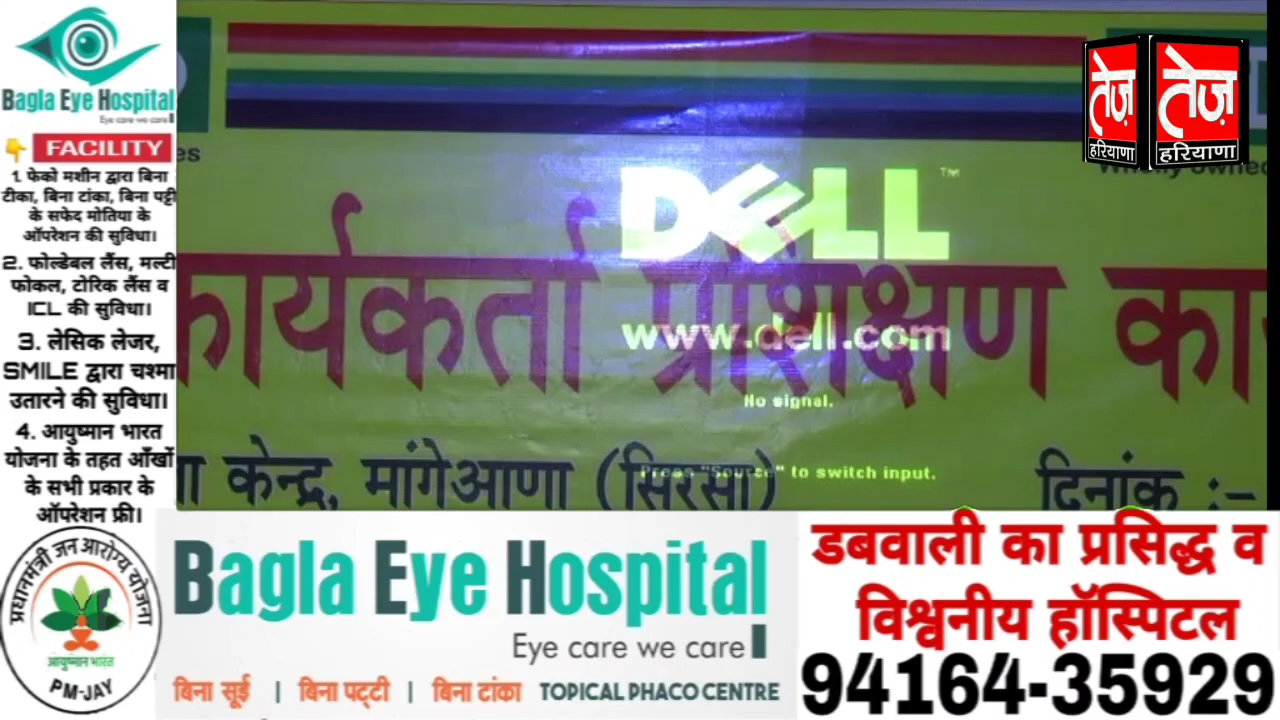 Bagla Eye Hospital
Eye care we care
FACILITY
1. फेको मशीन द्वारा बिना
टीका, बिना टांका, बिना पट्टी
के सफेद मोतिया के
ऑपरेशन की सुविधा।
2. फोल्डेबल लैंस, मल्टी
फोकल, टोरिक लैंस व
ICL की सुविधा।
3. लेसिक लेजर,
SMILE द्वारा चश्मा
उतारने की सुविधा।
4. आयुष्मान भारत
योजना के तहत आँखों
के सभी प्रकार के
ऑपरेशन फ्री।
प्रधानमंत्री जन आरोग्य योजना
आयुष्मान भारत
PM-JAY
तेज़
हरियाणा
तेज़
हरियाणा
DELL™
www.dell.com
No signal.
Press "Source" to switch input.
कार्यकर्ता प्रशिक्षण
केन्द्र, मांगेआणा (सिरसा)
दिनांक :-
Bagla Eye Hospital
Eye care we care
बिना सूई | बिना पट्टी | बिना टांका TOPICAL PHACO CENTRE
डबवाली का प्रसिद्ध व
विश्वनीय हॉस्पिटल
94164-35929